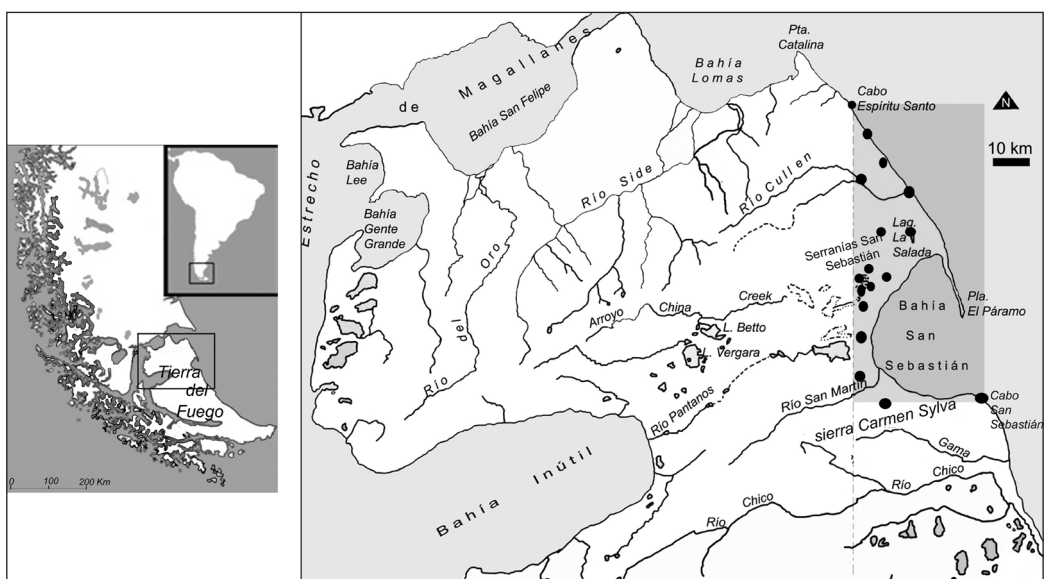 Tierra
del
Fuego
0 100 200 Km
Estrecho
de
Magallanes
Bahía San Felipe
Bahía
Lomas
Pta.
Catalina
Cabo
Espíritu Santo
N
10 km
Bahía
Lee
Bahía
Gente
Grande
Río Side
Río Cullen
Oro
del
Río
Serranías San
Sebastián
Lag.
La
Salada
Pta.
El Páramo
Bahía
San
Sebastián
Arroyo China Creek
L. Betto
L. Vergara
Río Pantanos
Río San Martín
Cabo
San
Sebastián
sierra Carmen Sylva
Gama
Río Chico
Río Chico
Bahía Inútil